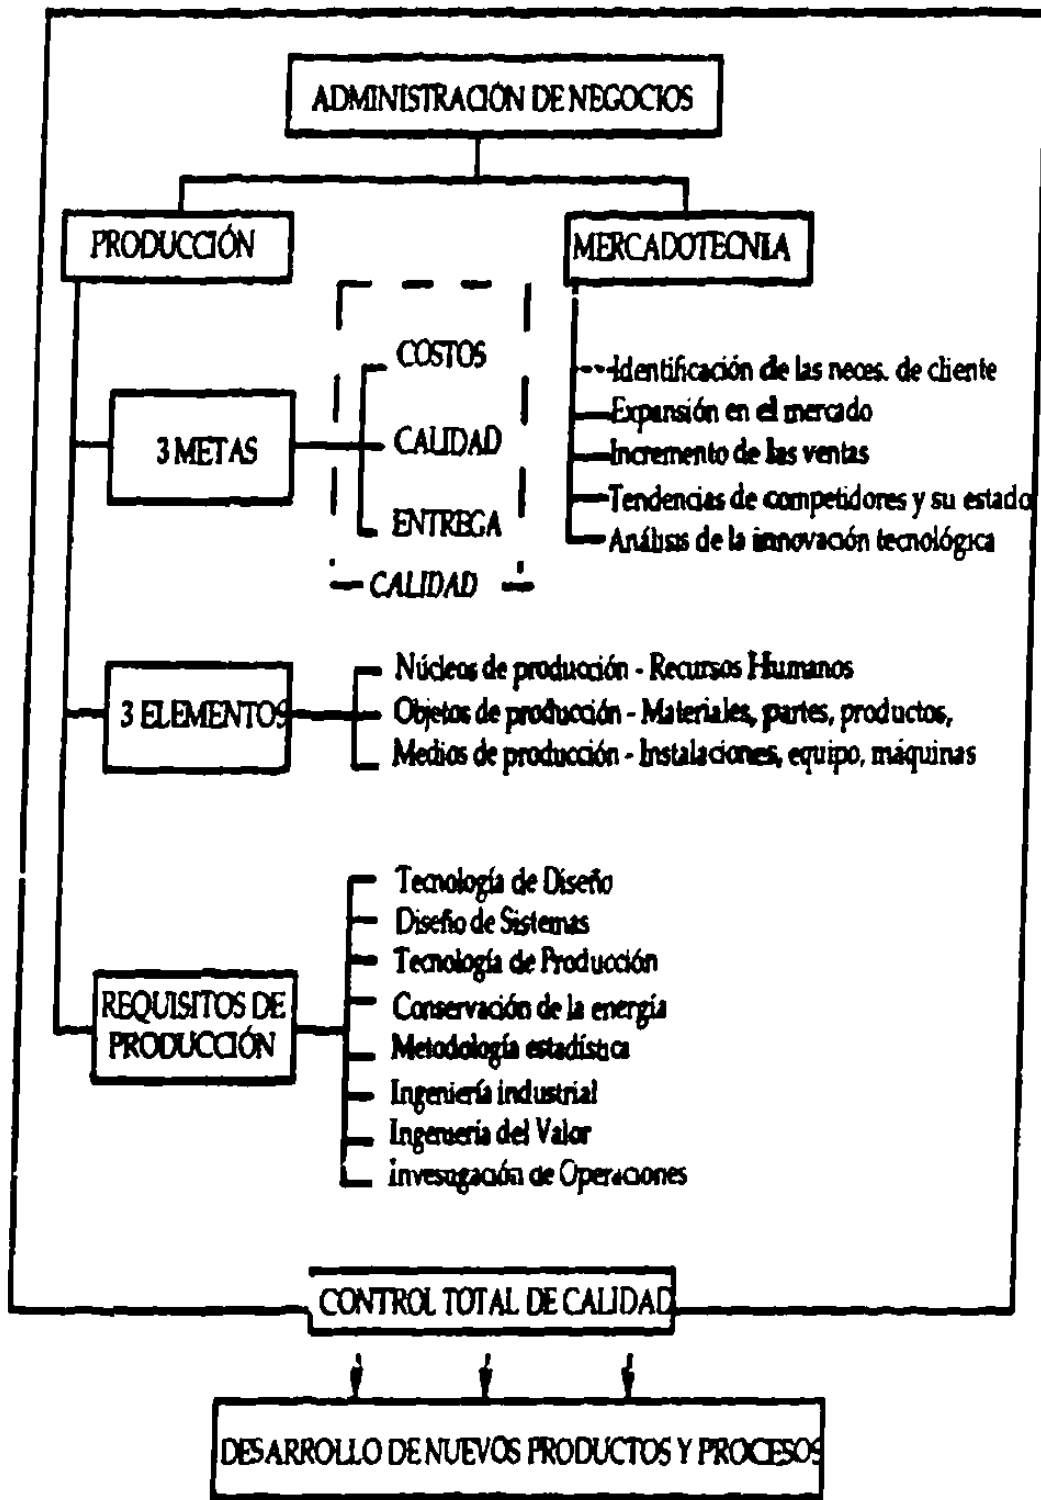 ADMINISTRACIÓN DE NEGOCIOS
PRODUCCIÓN
MERCADOTECNIA
3 METAS
COSTOS
CALIDAD
ENTREGA
CALIDAD
Identificación de las neces. de cliente
Expansión en el mercado
Incremento de las ventas
Tendencias de competidores y su estado
Análisis de la innovación tecnológica
3 ELEMENTOS
Núcleos de producción - Recursos Humanos
Objetos de producción - Materiales, partes, productos,
Medios de producción - Instalaciones, equipo, máquinas
REQUISITOS DE
PRODUCCIÓN
Tecnología de Diseño
Diseño de Sistemas
Tecnología de Producción
Conservación de la energía
Metodología estadística
Ingeniería industrial
Ingeniería del Valor
Investigación de Operaciones
CONTROL TOTAL DE CALIDAD
DESARROLLO DE NUEVOS PRODUCTOS Y PROCESOS